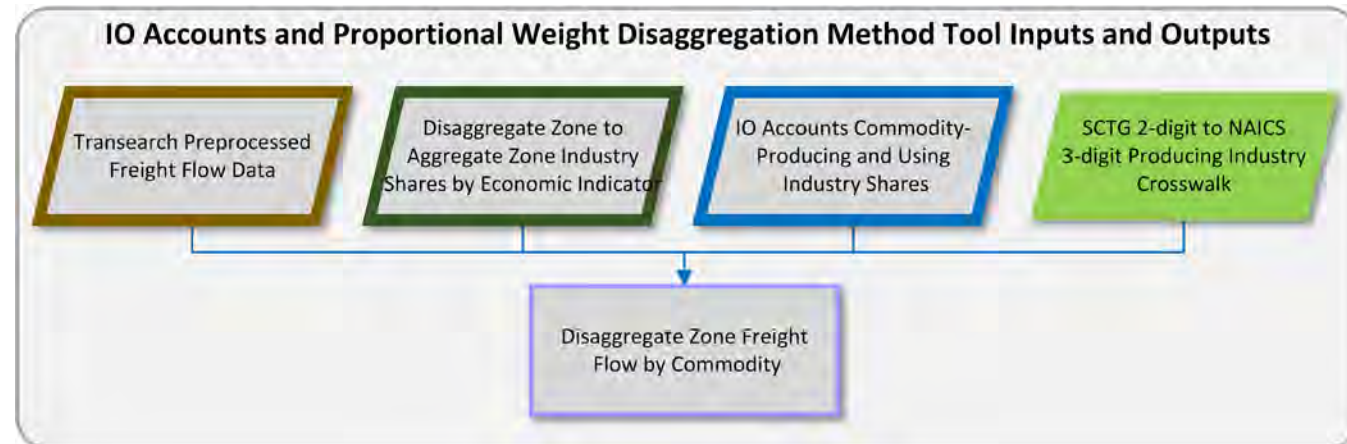 IO Accounts and Proportional Weight Disaggregation Method Tool Inputs and Outputs
Transearch Preprocessed
Freight Flow Data
Disaggregate Zone to
Aggregate Zone Industry
Shares by Economic Indicator
IO Accounts Commodity-
Producing and Using
Industry Shares
SCTG 2-digit to NAICS
3-digit Producing Industry
Crosswalk
Disaggregate Zone Freight
Flow by Commodity